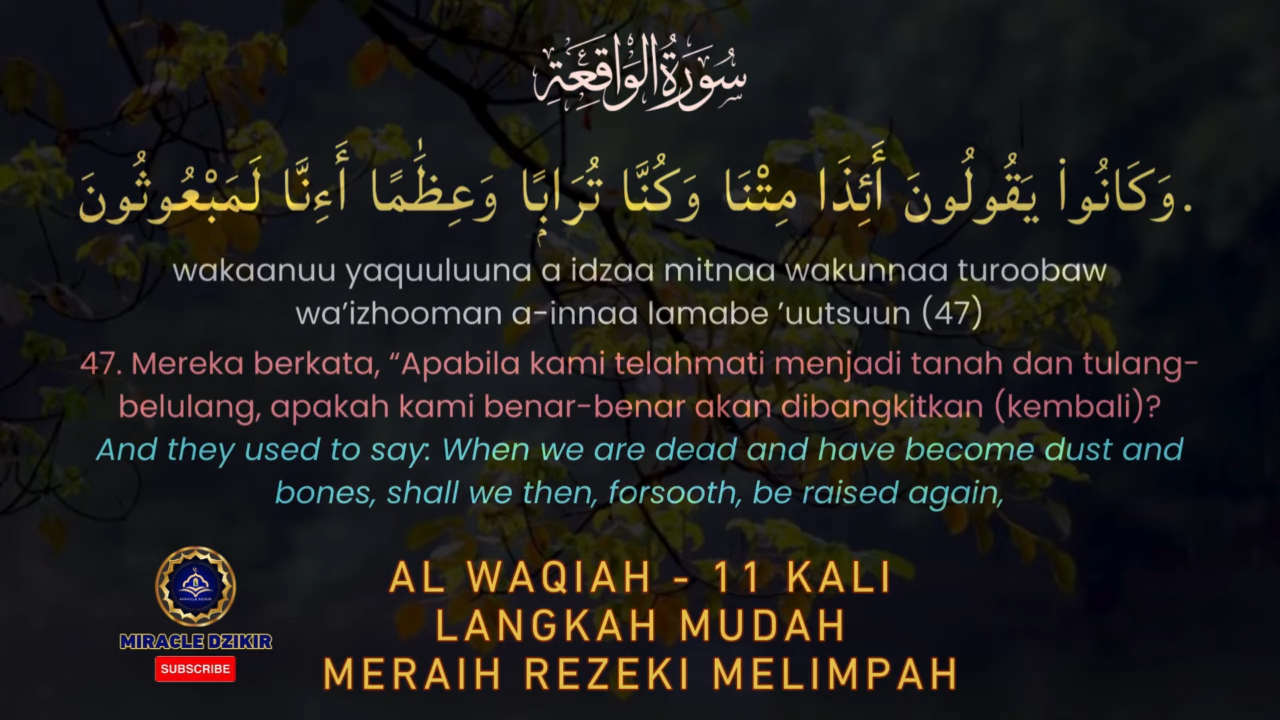 سُورَةُ الْوَاقِعَةِ
وَكَانُوا۟ يَقُولُونَ أَئِذَا مِتْنَا وَكُنَّا تُرَابًۭا وَعِظَٰمًا أَءِنَّا لَمَبْعُوثُونَ.
wakaanuu yaquuluuna a idzaa mitnaa wakunnaa turoobaw
wa’izhooman a-innaa lamabe ’uutsuun (47)
47. Mereka berkata, “Apabila kami telahmati menjadi tanah dan tulang-
belulang, apakah kami benar-benar akan dibangkitkan (kembali)?
And they used to say: When we are dead and have become dust and
bones, shall we then, forsooth, be raised again,
AL WAQIAH - 11 KALI
LANGKAH MUDAH
MERAIH REZEKI MELIMPAH
MIRACLE DZIKIR
MIRACLE DZIKIR
SUBSCRIBE